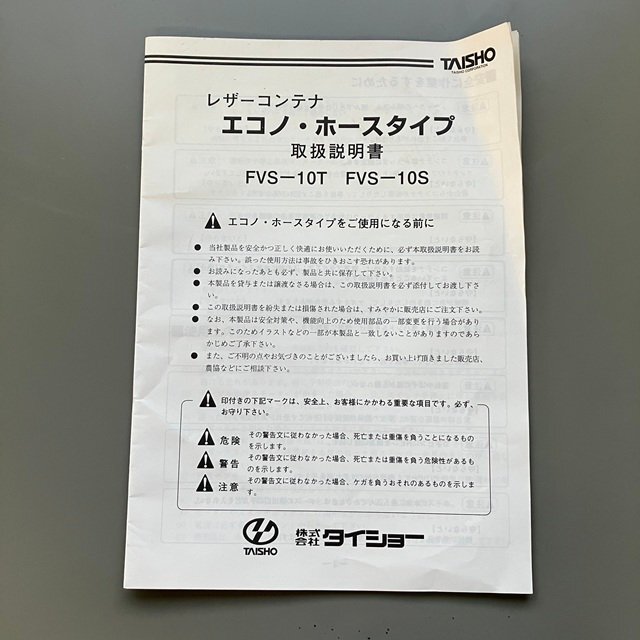 TAISHO
TAISHO CORPORATION
レザーコンテナ
エコノ・ホースタイプ
取扱説明書
FVS－10T FVS－10S
エコノ・ホースタイプをご使用になる前に
● 当社製品を安全かつ正しく快適にお使いいただくために、必ず本取扱説明書をお読
み下さい。誤った使用方法は事故をひきおこす恐れがあります。
● お読みになったあとも必ず、製品と共に保存して下さい。
● 本製品を貸与または譲渡なさる場合は、この取扱説明書を必ず添付してお渡し下さ
い。
● この取扱説明書を紛失または損傷された場合は、すみやかに販売店にご注文下さい。
● なお、本製品は安全対策や、機能向上のため使用部品の一部変更を行う場合があり
ます。このためイラストなどの一部が本製品と一致しないことがありますのであら
かじめご了承下さい。
● また、ご不明の点やお気づきのことがございましたら、お買い上げ頂きました販売店、
農協などにご相談下さい。
印付きの下記マークは、安全上、お客様にかかわる重要な項目です。必ず、
お守り下さい。
危険 その警告文に従わなかった場合、死亡または重傷を負うことになるもの
を示します。
警告 その警告文に従わなかった場合、死亡または重傷を負う危険性があるも
のを示します。
注意 その警告文に従わなかった場合、ケガを負うおそれのあるものを示しま
す。
TAISHO
株式会社 タイショー